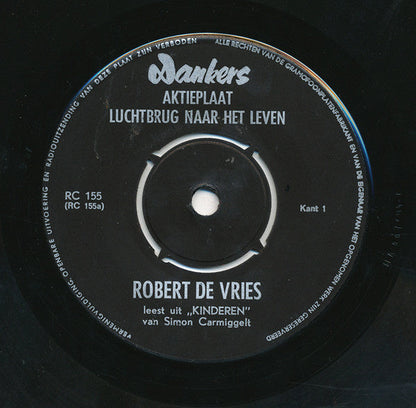 ALLE RECHTEN VAN DE GRAMOFOONPLATENFABRIKANT EN VAN DE EIGENAAR VAN HET OPGENOMEN WERK ZIJN GERESERVEERD
VERMENIGVULDIGING, OPENBARE UITVOERING EN RADIOUITZENDING VAN DEZE PLAAT ZIJN VERBODEN
Dankers
AKTIEPLAAT
LUCHTBRUG NAAR HET LEVEN
RC 155
(RC 155a)
Kant 1
ROBERT DE VRIES
leest uit „KINDEREN"
van Simon Carmiggelt